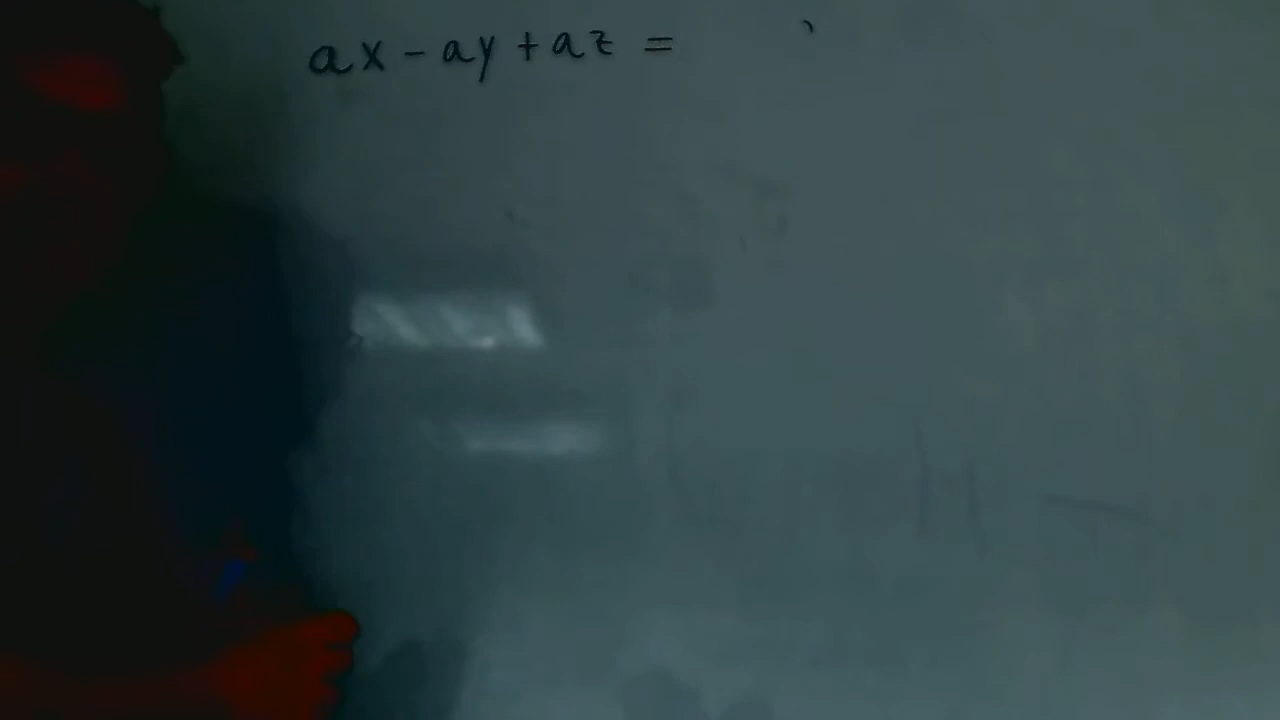 ax - ay + az =